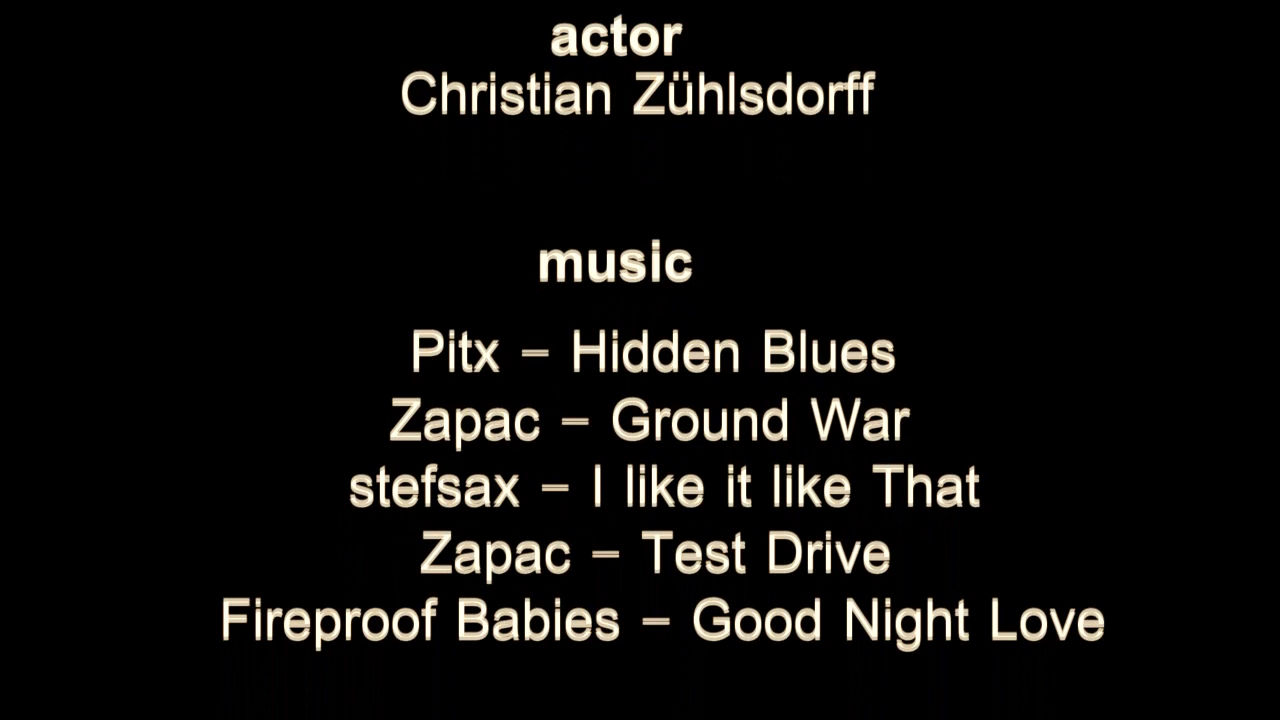 actor
Christian Zühlsdorff
music
Pitx – Hidden Blues
Zapac – Ground War
stefsax – I like it like That
Zapac – Test Drive
Fireproof Babies – Good Night Love